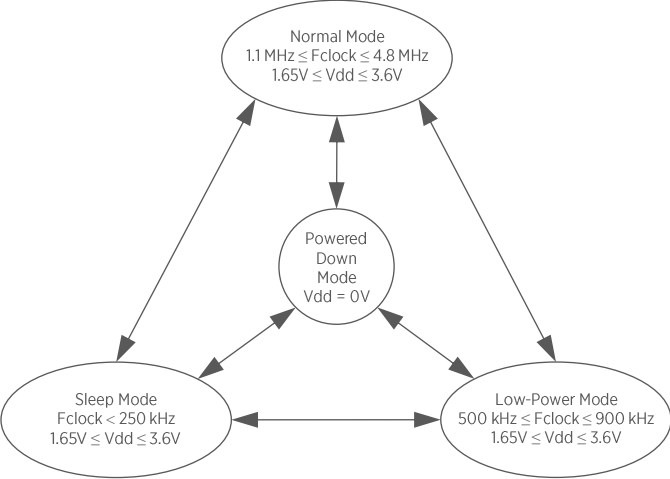 Normal Mode
1.1 MHz ≤ Fclock ≤ 4.8 MHz
1.65V ≤ Vdd ≤ 3.6V
Powered
Down
Mode
Vdd = 0V
Sleep Mode
Fclock < 250 kHz
1.65V ≤ Vdd ≤ 3.6V
Low-Power Mode
500 kHz ≤ Fclock ≤ 900 kHz
1.65V ≤ Vdd ≤ 3.6V